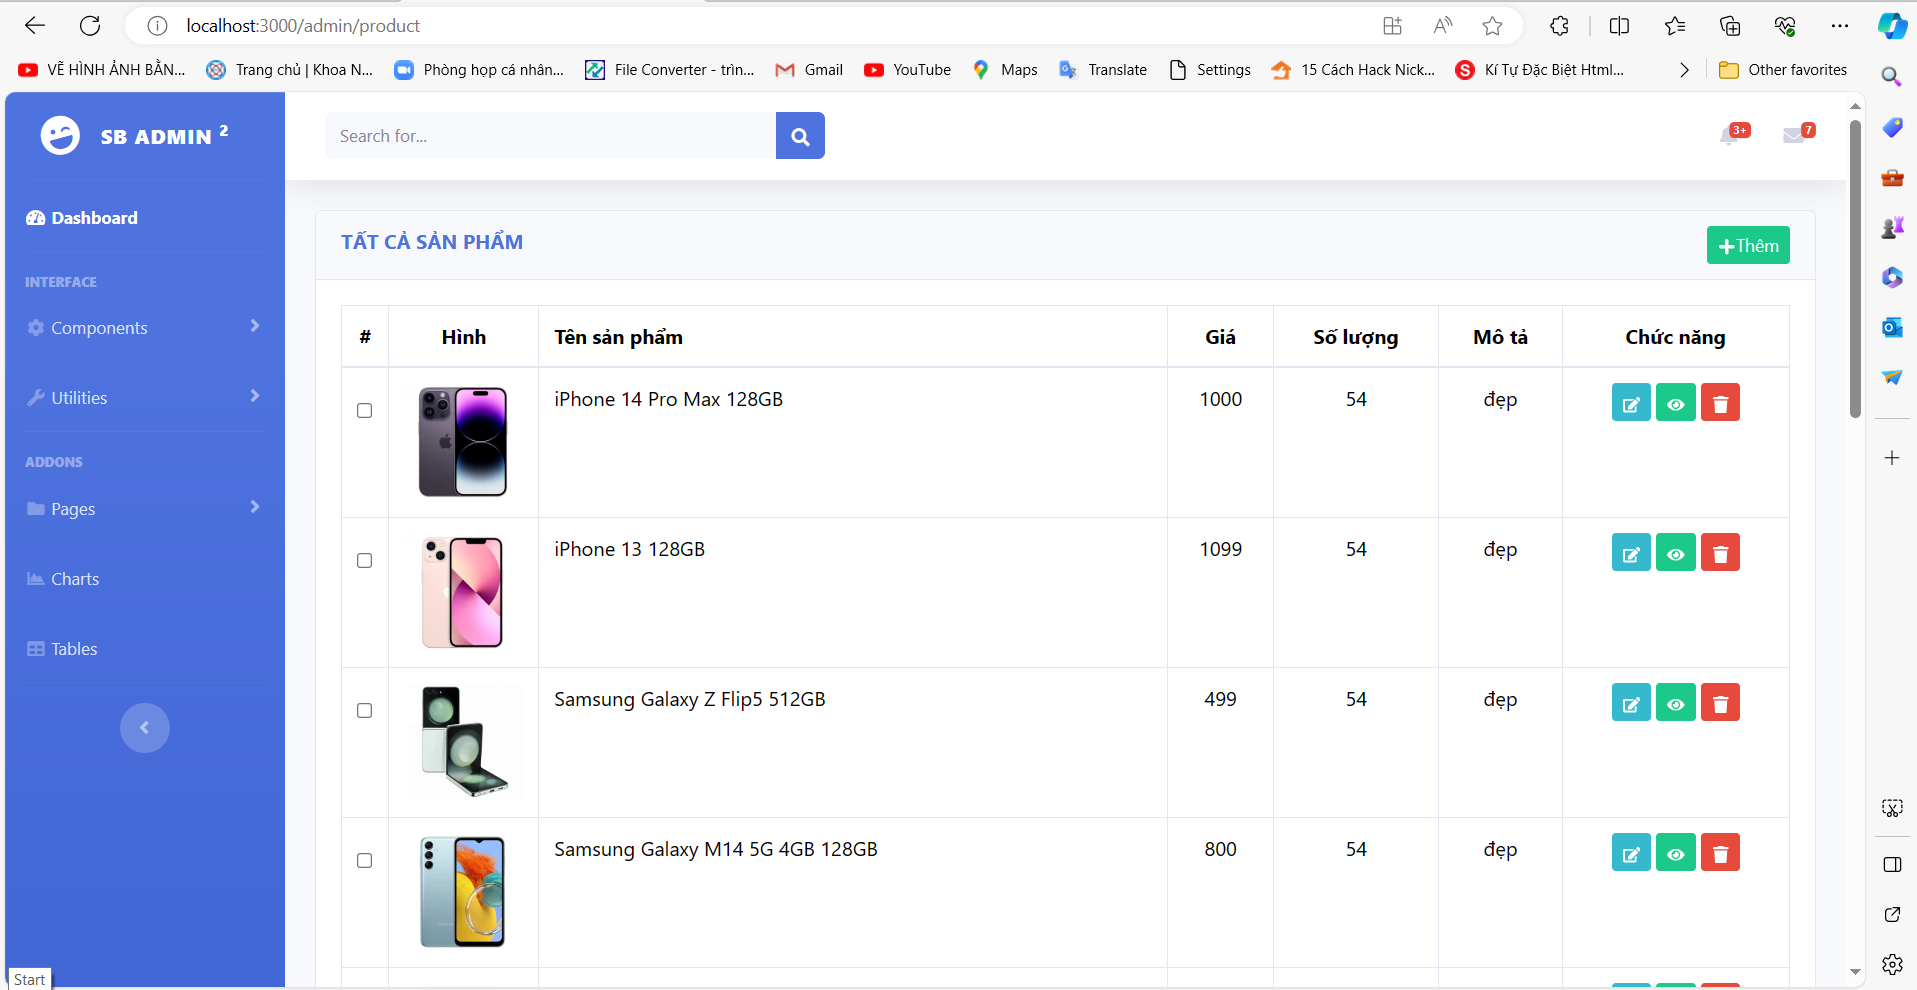 localhost:3000/admin/product
VẼ HÌNH ẢNH BẰN...
Trang chủ | Khoa N...
Phòng họp cá nhân...
File Converter - trìn...
Gmail
YouTube
Maps
Translate
Settings
15 Cách Hack Nick...
Kí Tự Đặc Biệt Html...
Other favorites
SB ADMIN 2
Search for...
3+
7
Dashboard
INTERFACE
Components
Utilities
ADDONS
Pages
Charts
Tables
TẤT CẢ SẢN PHẨM
Thêm
# Hình Tên sản phẩm Giá Số lượng Mô tả Chức năng
iPhone 14 Pro Max 128GB 1000 54 đẹp
iPhone 13 128GB 1099 54 đẹp
Samsung Galaxy Z Flip5 512GB 499 54 đẹp
Samsung Galaxy M14 5G 4GB 128GB 800 54 đẹp
Start